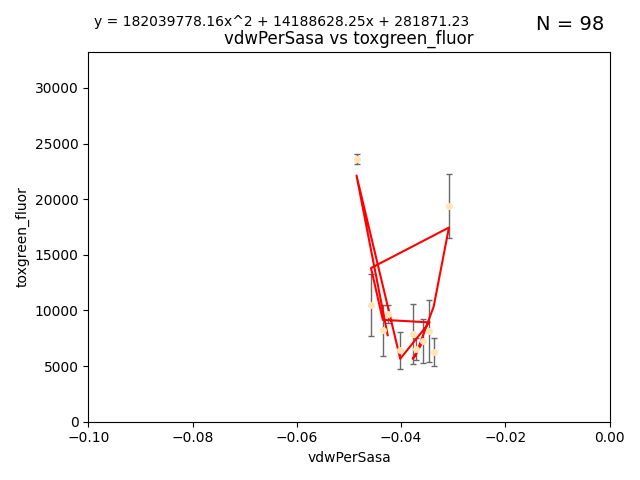 y = 182039778.16x^2 + 14188628.25x + 281871.23
N = 98
vdwPerSasa vs toxgreen_fluor
30000
25000
20000
15000
10000
5000
0
toxgreen_fluor
−0.10 −0.08 −0.06 −0.04 −0.02 0.00
vdwPerSasa